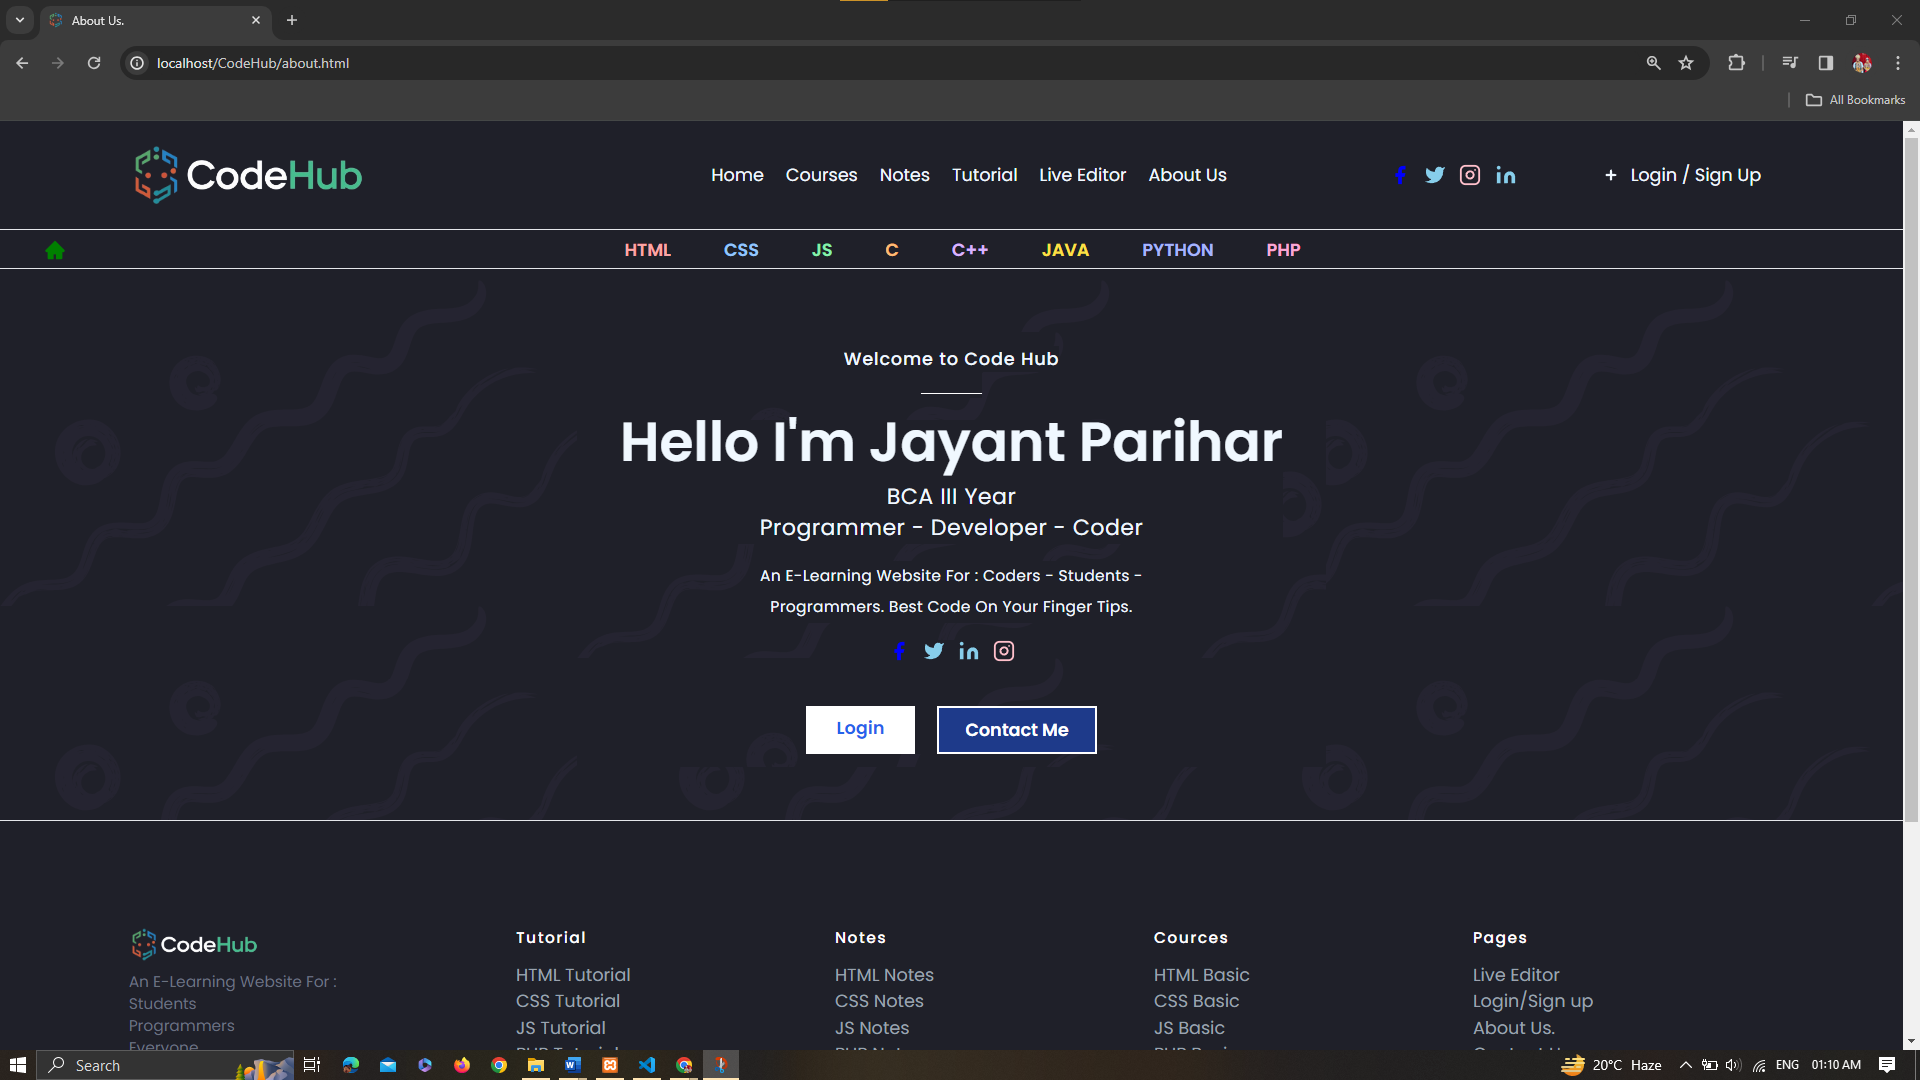 About Us.
localhost/CodeHub/about.html
All Bookmarks
CodeHub
Home Courses Notes Tutorial Live Editor About Us
+ Login / Sign Up
HTML CSS JS C C++ JAVA PYTHON PHP
Welcome to Code Hub
Hello I'm Jayant Parihar
BCA III Year
Programmer - Developer - Coder
An E-Learning Website For : Coders - Students -
Programmers. Best Code On Your Finger Tips.
Login Contact Me
CodeHub
An E-Learning Website For :
Students
Programmers
Everyone
Tutorial
HTML Tutorial
CSS Tutorial
JS Tutorial
Notes
HTML Notes
CSS Notes
JS Notes
Cources
HTML Basic
CSS Basic
JS Basic
Pages
Live Editor
Login/Sign up
About Us.
Search
20°C Haze
ENG
01:10 AM